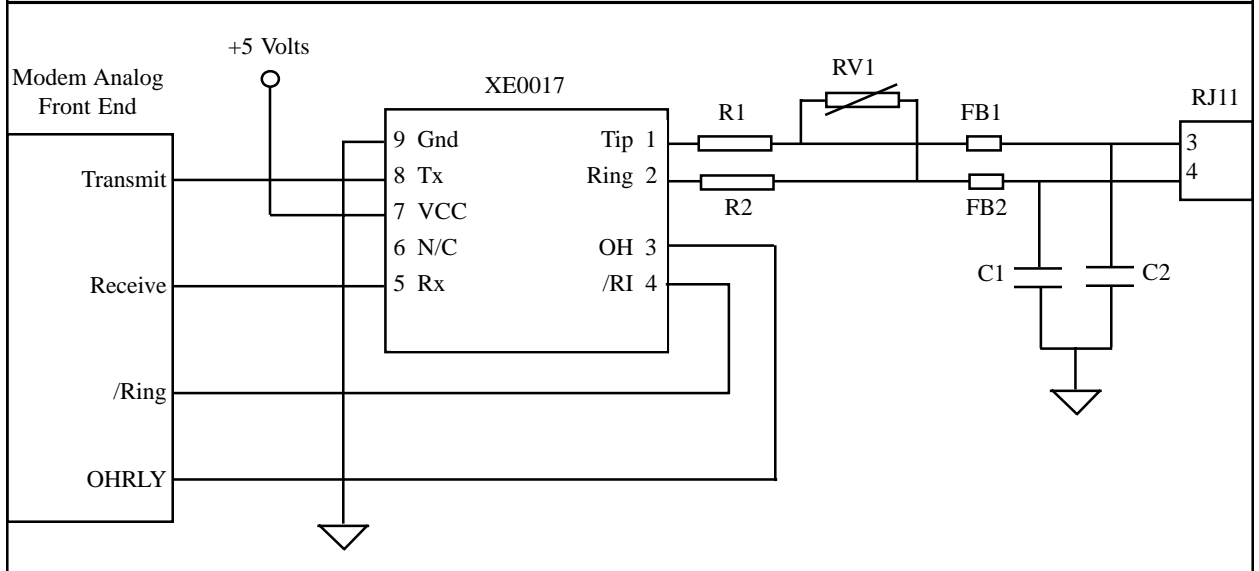 +5 Volts
Modem Analog
Front End
XE0017
RV1
R1
FB1
RJ11
9 Gnd
Tip 1
3
Transmit
8 Tx
Ring 2
4
7 VCC
R2
FB2
6 N/C
OH 3
Receive
5 Rx
/RI 4
C1
C2
/Ring
OHRLY